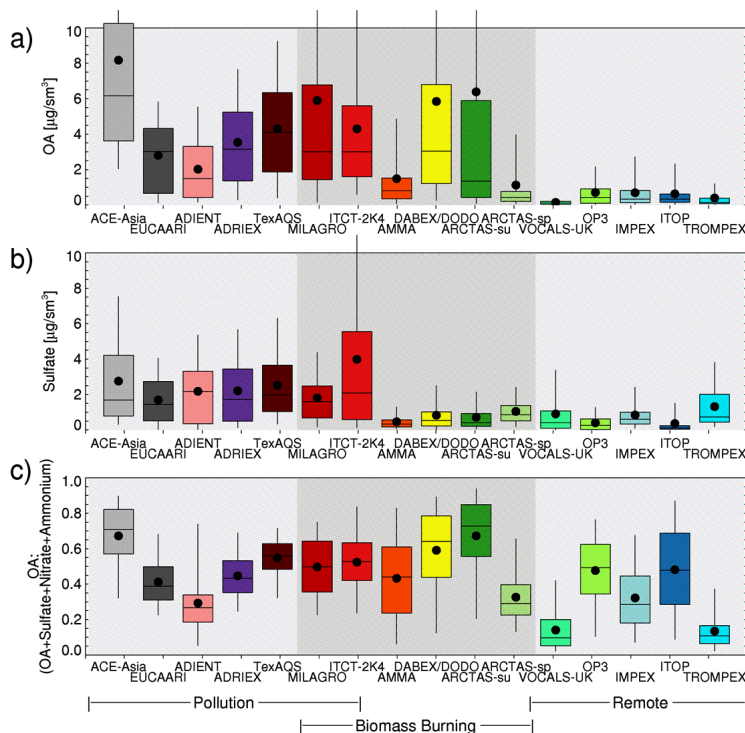 a)
OA [μg/sm³]
10
8
6
4
2
0
ACE-Asia ADIENT TexAQS ITCT-2K4 DABEX/DODO ARCTAS-sp OP3 ITOP
EUCAARI ADRIEX MILAGRO AMMA ARCTAS-su VOCALS-UK IMPEX TROMPEX
b)
Sulfate [μg/sm³]
10
8
6
4
2
0
ACE-Asia ADIENT TexAQS ITCT-2K4 DABEX/DODO ARCTAS-sp OP3 ITOP
EUCAARI ADRIEX MILAGRO AMMA ARCTAS-su VOCALS-UK IMPEX TROMPEX
c)
OA:
(OA+Sulfate+Nitrate+Ammonium)
1.0
0.8
0.6
0.4
0.2
0.0
ACE-Asia ADIENT TexAQS ITCT-2K4 DABEX/DODO ARCTAS-sp OP3 ITOP
EUCAARI ADRIEX MILAGRO AMMA ARCTAS-su VOCALS-UK IMPEX TROMPEX
Pollution Remote
Biomass Burning